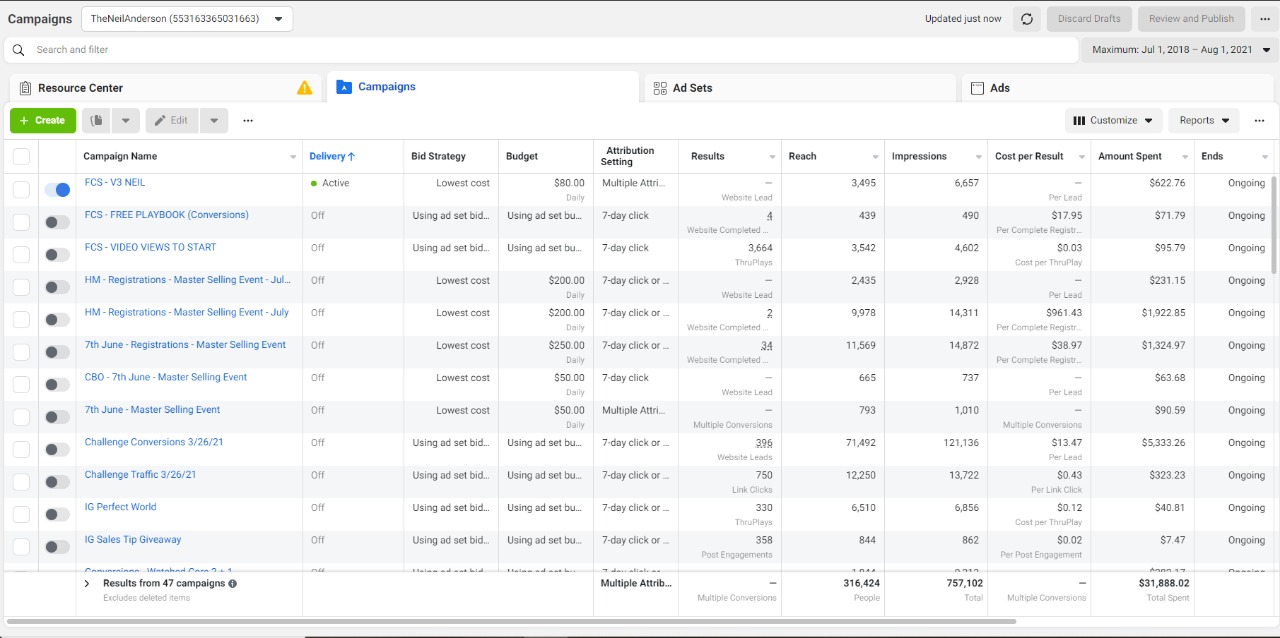 Campaigns TheNeilAnderson (553163365031663) Updated just now Discard Drafts Review and Publish ...
Search and filter Maximum: Jul 1, 2018 – Aug 1, 2021
Resource Center Campaigns Ad Sets Ads
+ Create Edit ... Customize Reports ...
Campaign Name Delivery ↑ Bid Strategy Budget Attribution Setting Results Reach Impressions Cost per Result Amount Spent Ends
FCS - V3 NEIL Active Lowest cost $80.00 Multiple Attri... — 3,495 6,657 — $622.76 Ongoing
Daily Website Lead Per Lead
FCS - FREE PLAYBOOK (Conversions) Off Using ad set bid... Using ad set bu... 7-day click 4 439 490 $17.95 $71.79 Ongoing
Website Completed ... Per Complete Registr...
FCS - VIDEO VIEWS TO START Off Using ad set bid... Using ad set bu... 7-day click 3,664 3,542 4,602 $0.03 $95.79 Ongoing
ThruPlays Cost per ThruPlay
HM - Registrations - Master Selling Event - Jul... Off Lowest cost $200.00 7-day click or ... — 2,435 2,928 — $231.15 Ongoing
Daily Website Lead Per Lead
HM - Registrations - Master Selling Event - July Off Lowest cost $200.00 7-day click or ... 2 9,978 14,311 $961.43 $1,922.85 Ongoing
Daily Website Completed ... Per Complete Registr...
7th June - Registrations - Master Selling Event Off Lowest cost $250.00 7-day click or ... 34 11,569 14,872 $38.97 $1,324.97 Ongoing
Daily Website Completed ... Per Complete Registr...
CBO - 7th June - Master Selling Event Off Lowest cost $50.00 7-day click — 665 737 — $63.68 Ongoing
Daily Website Lead Per Lead
7th June - Master Selling Event Off Lowest cost $50.00 Multiple Attri... — 793 1,010 — $90.59 Ongoing
Daily Multiple Conversions Multiple Conversions
Challenge Conversions 3/26/21 Off Using ad set bid... Using ad set bu... 7-day click or ... 396 71,492 121,136 $13.47 $5,333.26 Ongoing
Website Leads Per Lead
Challenge Traffic 3/26/21 Off Using ad set bid... Using ad set bu... 7-day click or ... 750 12,250 13,722 $0.43 $323.23 Ongoing
Link Clicks Per Link Click
IG Perfect World Off Using ad set bid... Using ad set bu... 7-day click or ... 330 6,510 6,856 $0.12 $40.81 Ongoing
ThruPlays Cost per ThruPlay
IG Sales Tip Giveaway Off Using ad set bid... Using ad set bu... 7-day click or ... 358 844 862 $0.02 $7.47 Ongoing
Post Engagements Per Post Engagement
Results from 47 campaigns Multiple Attrib... — 316,424 757,102 — $31,888.02
Excludes deleted items Multiple Conversions People Total Multiple Conversions Total Spent